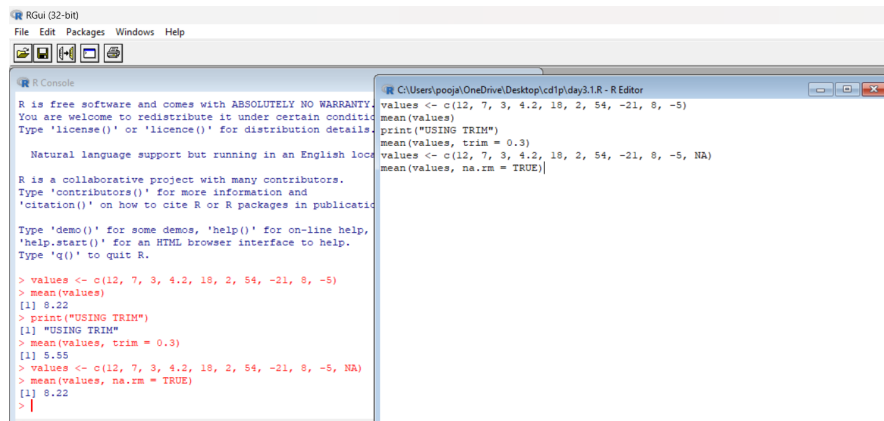 RGui (32-bit)
File Edit Packages Windows Help
R Console
R is free software and comes with ABSOLUTELY NO WARRANTY.
You are welcome to redistribute it under certain conditio
Type 'license()' or 'licence()' for distribution details.
Natural language support but running in an English loca
R is a collaborative project with many contributors.
Type 'contributors()' for more information and
'citation()' on how to cite R or R packages in publicatio
Type 'demo()' for some demos, 'help()' for on-line help,
'help.start()' for an HTML browser interface to help.
Type 'q()' to quit R.
> values <- c(12, 7, 3, 4.2, 18, 2, 54, -21, 8, -5)
> mean(values)
[1] 8.22
> print("USING TRIM")
[1] "USING TRIM"
> mean(values, trim = 0.3)
[1] 5.55
> values <- c(12, 7, 3, 4.2, 18, 2, 54, -21, 8, -5, NA)
> mean(values, na.rm = TRUE)
[1] 8.22
>
C:\Users\pooja\OneDrive\Desktop\cd1p\day3.1.R - R Editor
values <- c(12, 7, 3, 4.2, 18, 2, 54, -21, 8, -5)
mean(values)
print("USING TRIM")
mean(values, trim = 0.3)
values <- c(12, 7, 3, 4.2, 18, 2, 54, -21, 8, -5, NA)
mean(values, na.rm = TRUE)